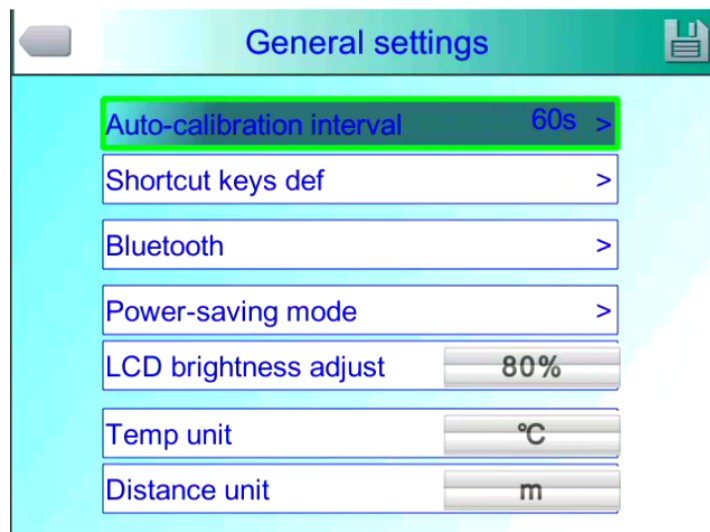 General settings
Auto-calibration interval 60s >
Shortcut keys def >
Bluetooth >
Power-saving mode >
LCD brightness adjust 80%
Temp unit °C
Distance unit m